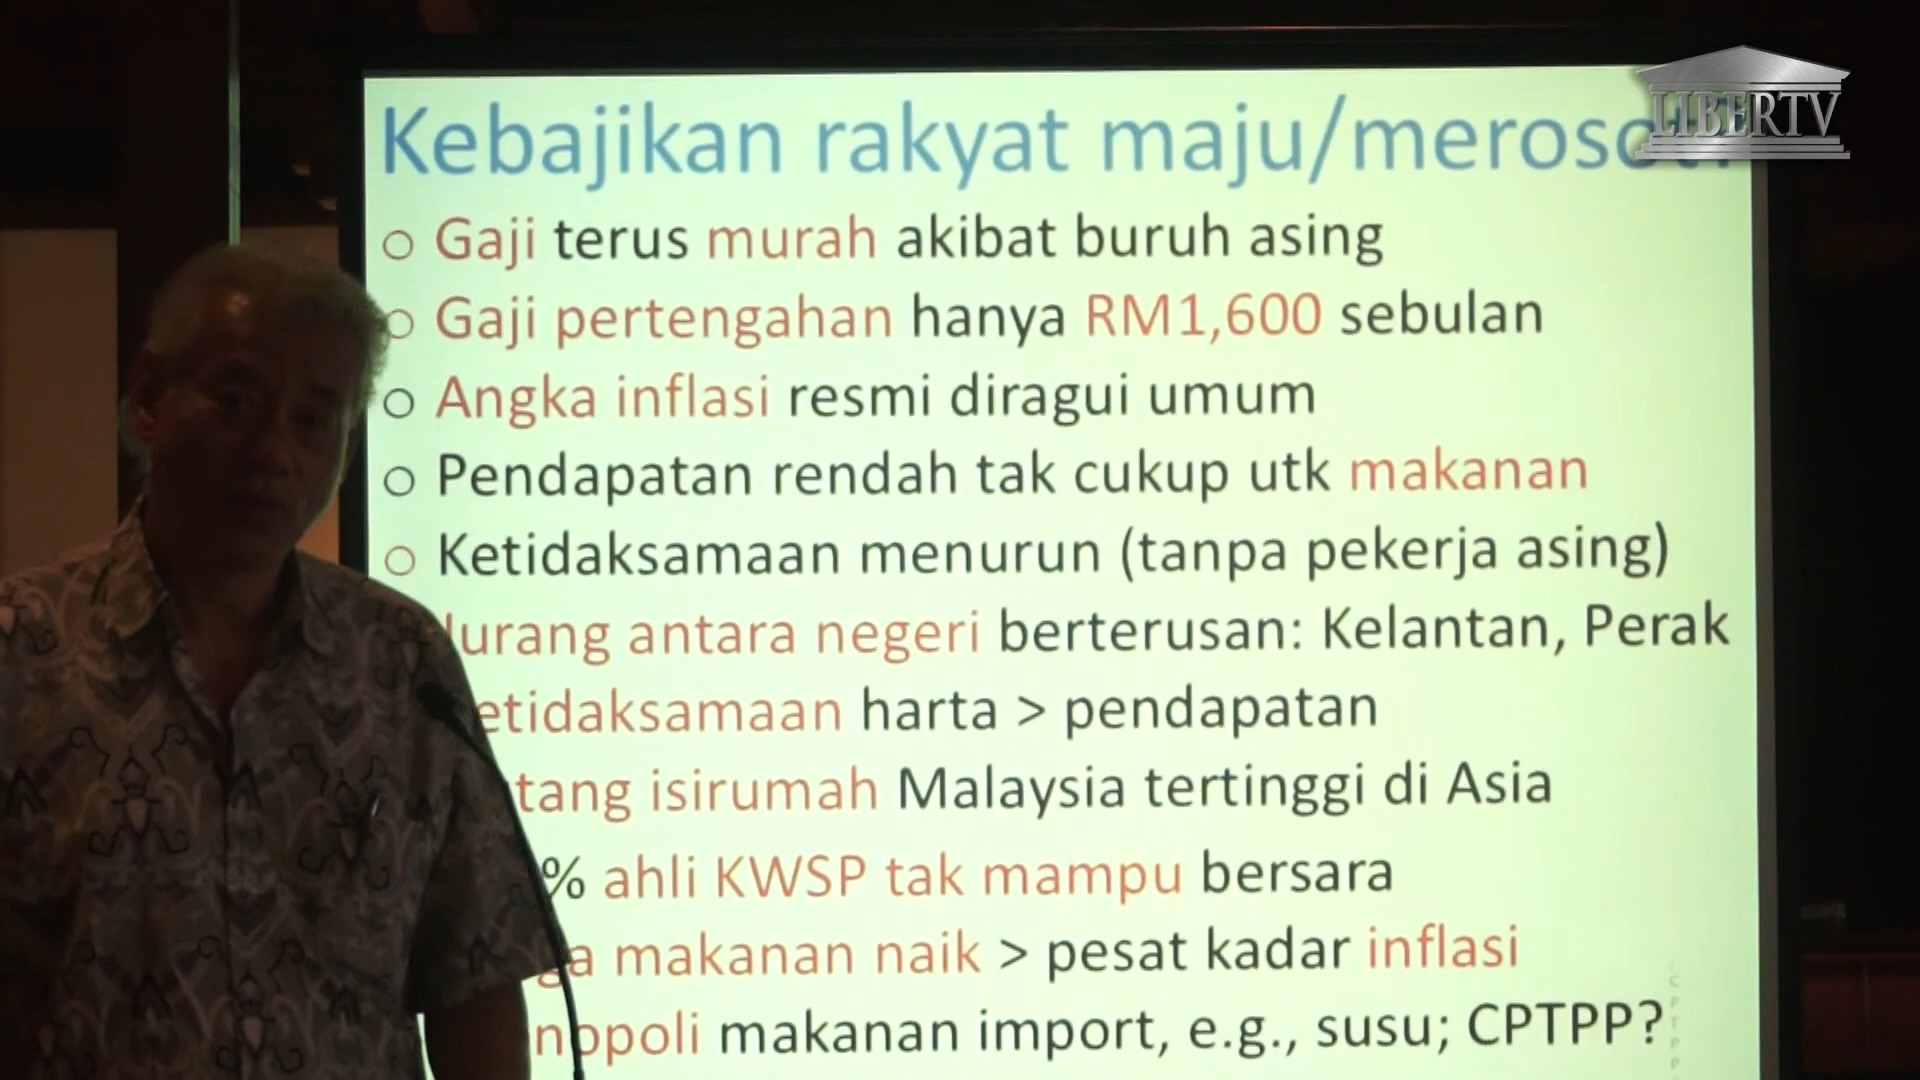 LIBERTV
Kebajikan rakyat maju/merosot?
Gaji terus murah akibat buruh asing
Gaji pertengahan hanya RM1,600 sebulan
Angka inflasi resmi diragui umum
Pendapatan rendah tak cukup utk makanan
Ketidaksamaan menurun (tanpa pekerja asing)
Jurang antara negeri berterusan: Kelantan, Perak
Ketidaksamaan harta > pendapatan
isirumah Malaysia tertinggi di Asia
% ahli KWSP tak mampu bersara
makanan naik > pesat kadar inflasi
makanan import, e.g., susu; CPTPP?